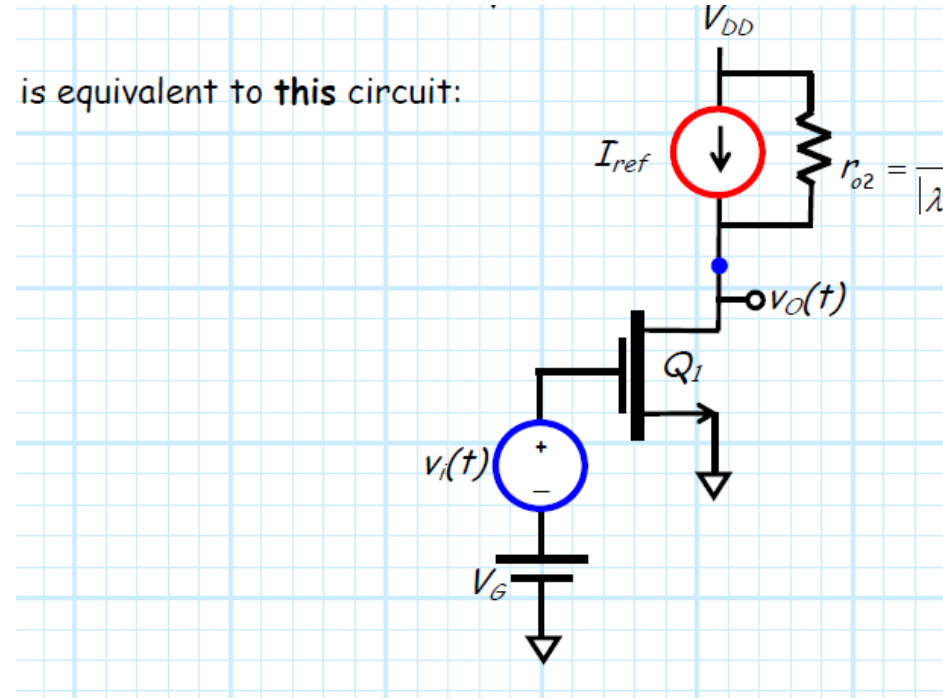 V_DD
is equivalent to this circuit:
I_ref
r_o2 = |λ
v_O(t)
Q_1
+
v_i(t)
–
V_G